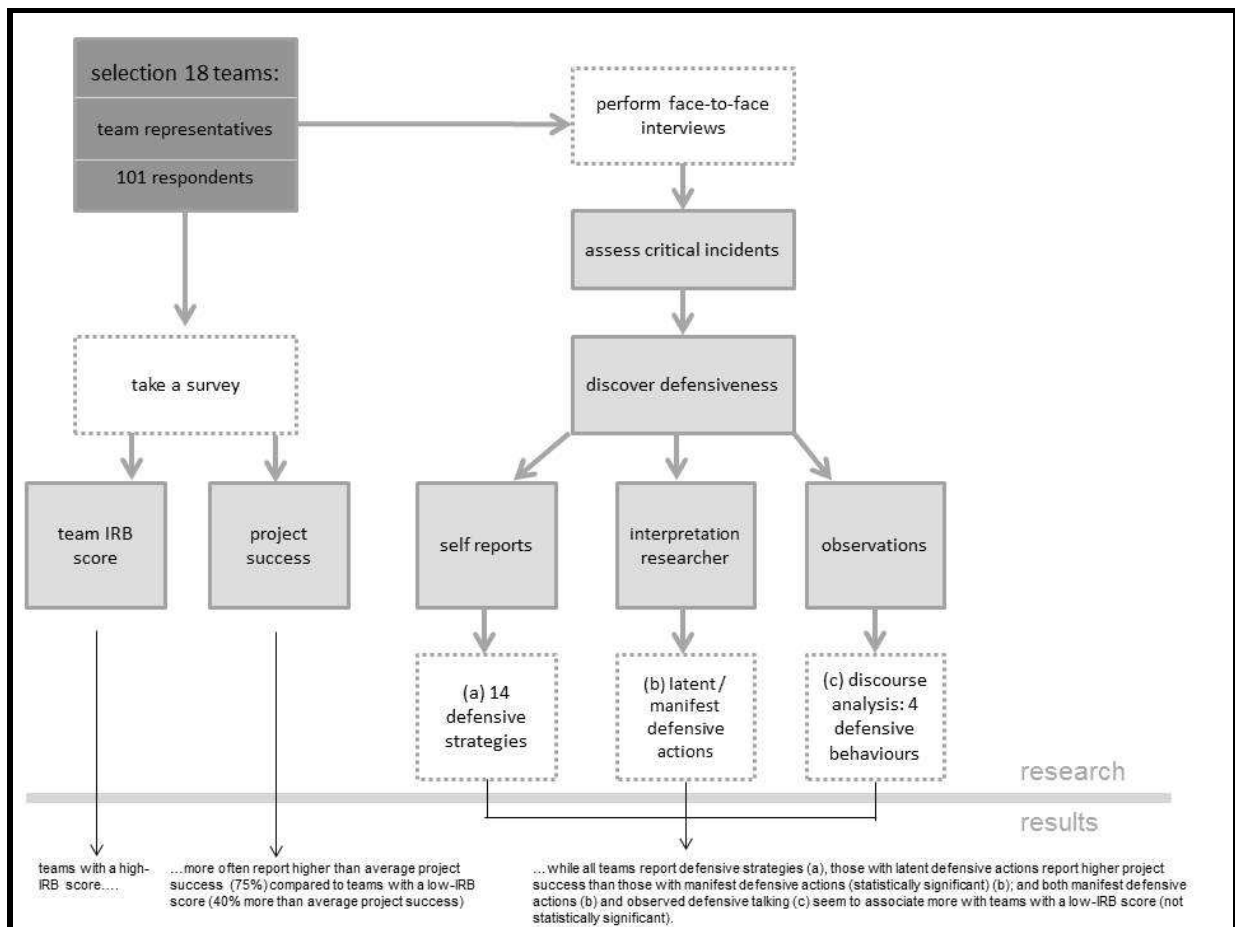 selection 18 teams:
team representatives
101 respondents
perform face-to-face
interviews
assess critical incidents
discover defensiveness
take a survey
team IRB
score
project
success
self reports
interpretation
researcher
observations
(a) 14
defensive
strategies
(b) latent /
manifest
defensive
actions
(c) discourse
analysis: 4
defensive
behaviours
research
results
teams with a high-
IRB score….
…more often report higher than average project
success (75%) compared to teams with a low-IRB
score (40% more than average project success)
…while all teams report defensive strategies (a), those with latent defensive actions report higher project
success than those with manifest defensive actions (statistically significant) (b); and both manifest defensive
actions (b) and observed defensive talking (c) seem to associate more with teams with a low-IRB score (not
statistically significant).